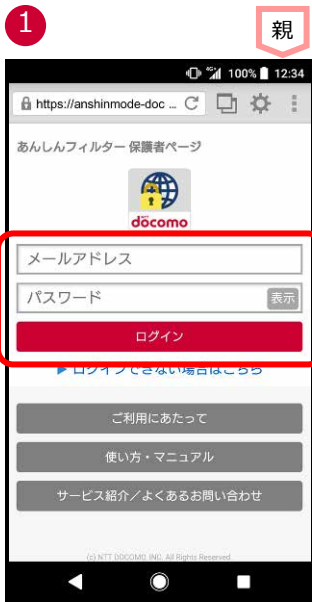 1
親
100% 12:34
https://anshinmode-doc ...
あんしんフィルター 保護者ページ
NTT
döcomo
メールアドレス
パスワード 表示
ログイン
▶ ログインできない場合はこちら
ご利用にあたって
使い方・マニュアル
サービス紹介／よくあるお問い合わせ
(c) NTT DOCOMO, INC. All Rights Reserved.